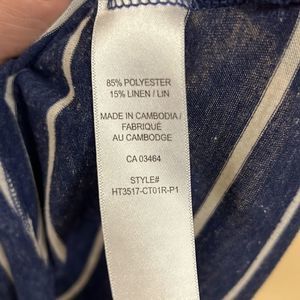 85% POLYESTER
15% LINEN / LIN
MADE IN CAMBODIA /
FABRIQUÉ
AU CAMBODGE
CA 03464
STYLE#
HT3517-CT01R-P1